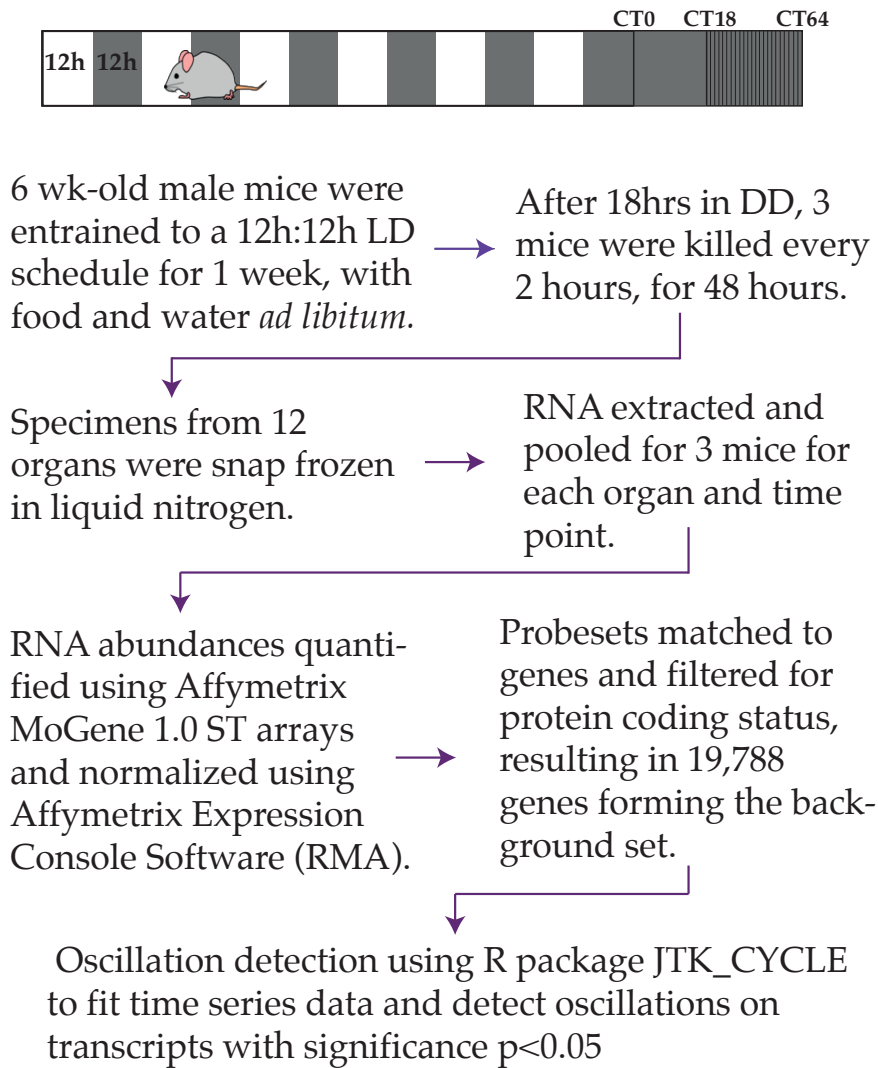 CT0 CT18 CT64
12h 12h
6 wk-old male mice were
entrained to a 12h:12h LD
schedule for 1 week, with
food and water ad libitum.
After 18hrs in DD, 3
mice were killed every
2 hours, for 48 hours.
Specimens from 12
organs were snap frozen
in liquid nitrogen.
RNA extracted and
pooled for 3 mice for
each organ and time
point.
RNA abundances quanti-
fied using Affymetrix
MoGene 1.0 ST arrays
and normalized using
Affymetrix Expression
Console Software (RMA).
Probesets matched to
genes and filtered for
protein coding status,
resulting in 19,788
genes forming the back-
ground set.
Oscillation detection using R package JTK_CYCLE
to fit time series data and detect oscillations on
transcripts with significance p<0.05